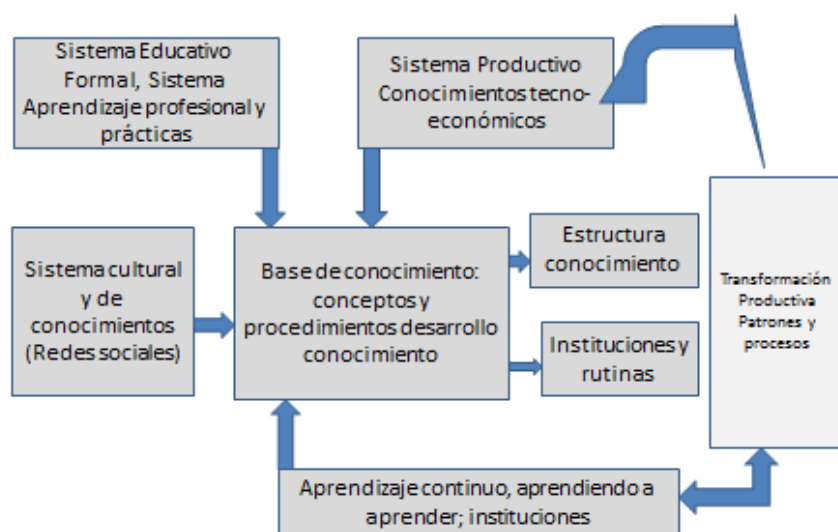 Sistema Educativo
Formal, Sistema
Aprendizaje profesional y
prácticas
Sistema Productivo
Conocimientos tecno-
económicos
Sistema cultural
y de
conocimientos
(Redes sociales)
Base de conocimiento:
conceptos y
procedimientos desarrollo
conocimiento
Estructura
conocimiento
Instituciones y
rutinas
Transformación
Productiva
Patrones y
procesos
Aprendizaje continuo, aprendiendo a
aprender; instituciones